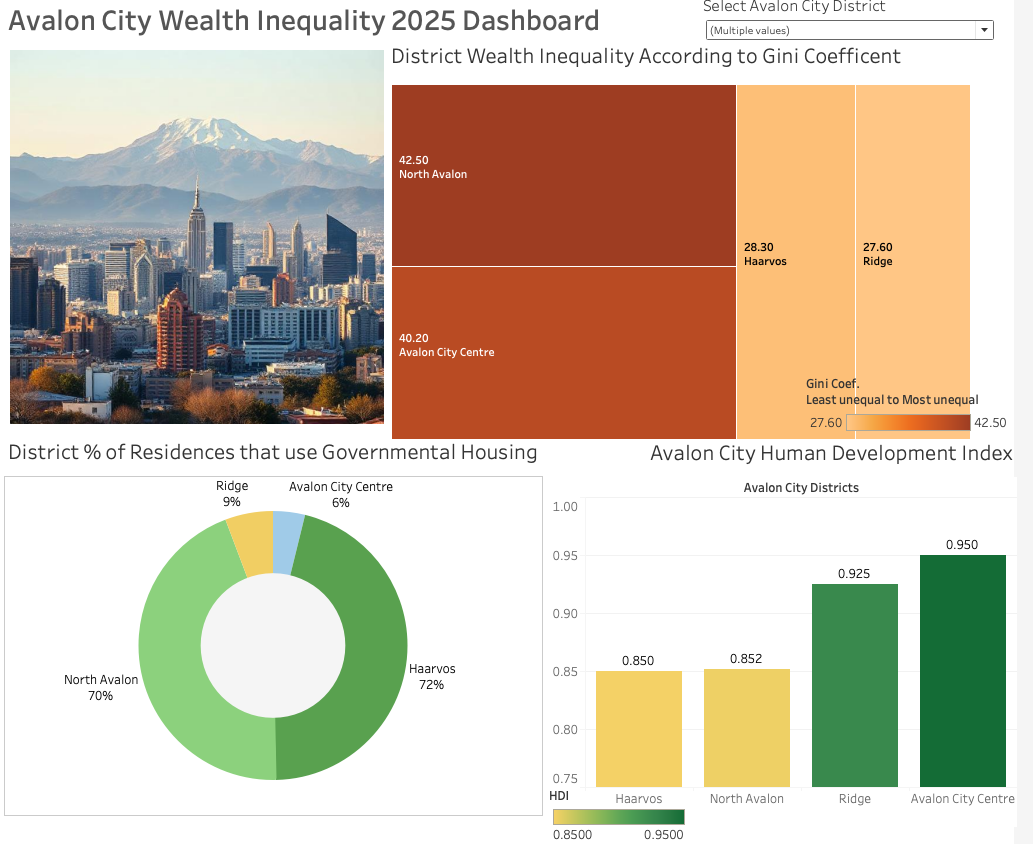 Avalon City Wealth Inequality 2025 Dashboard
Select Avalon City District
(Multiple values)
District Wealth Inequality According to Gini Coefficent
42.50
North Avalon
40.20
Avalon City Centre
28.30
Haarvos
27.60
Ridge
Gini Coef.
Least unequal to Most unequal
27.60
42.50
District % of Residences that use Governmental Housing
Ridge
9%
Avalon City Centre
6%
North Avalon
70%
Haarvos
72%
Avalon City Human Development Index
Avalon City Districts
1.00
0.95
0.90
0.85
0.80
0.75
0.850
0.852
0.925
0.950
Haarvos
North Avalon
Ridge
Avalon City Centre
HDI
0.8500
0.9500